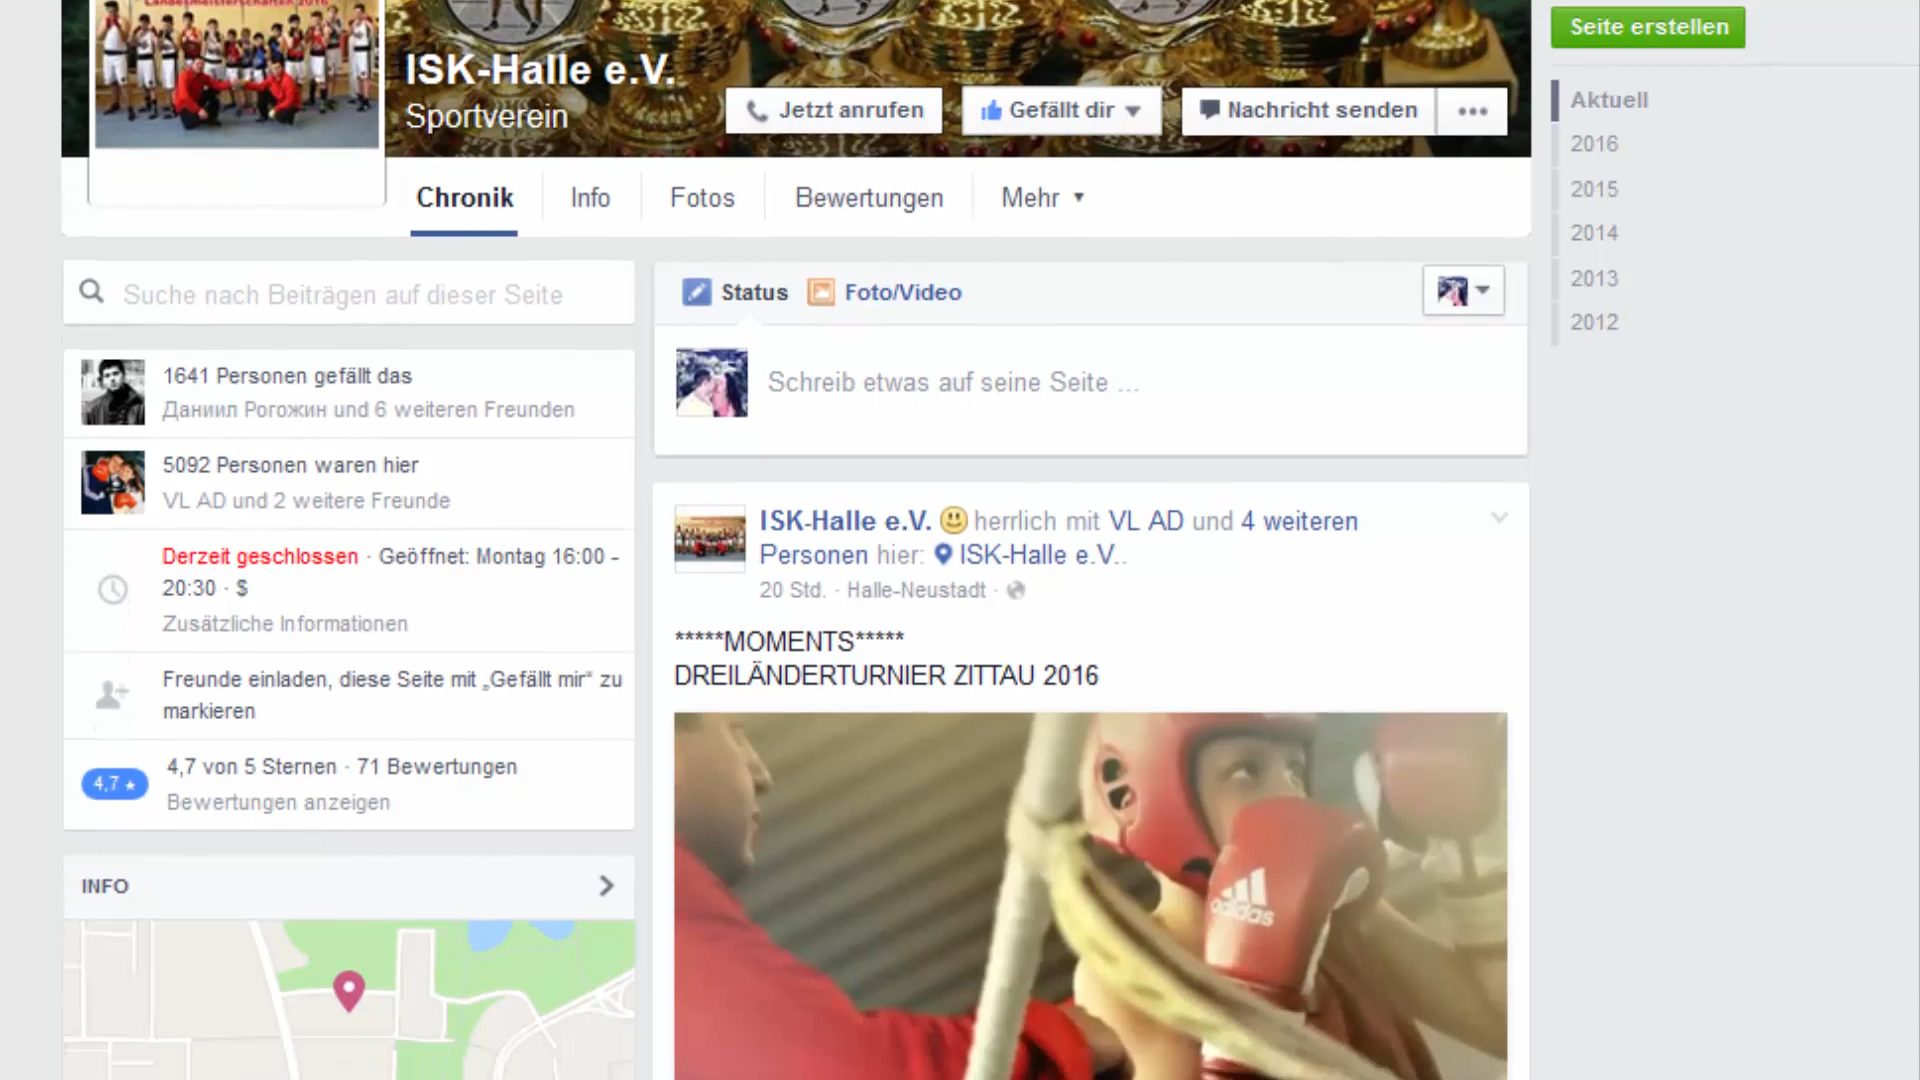 Landesmeisterschaften 2016
ISK-Halle e.V.
Sportverein
Jetzt anrufen
Gefällt dir
Nachricht senden
Seite erstellen
Aktuell
2016
2015
2014
2013
2012
Chronik
Info
Fotos
Bewertungen
Mehr
Suche nach Beiträgen auf dieser Seite
1641 Personen gefällt das
Даниил Рогожин und 6 weiteren Freunden
5092 Personen waren hier
VL AD und 2 weitere Freunde
Derzeit geschlossen · Geöffnet: Montag 16:00 -
20:30 · $
Zusätzliche Informationen
Freunde einladen, diese Seite mit „Gefällt mir“ zu
markieren
4,7
4,7 von 5 Sternen · 71 Bewertungen
Bewertungen anzeigen
INFO
Status
Foto/Video
Schreib etwas auf seine Seite ...
ISK-Halle e.V. herrlich mit VL AD und 4 weiteren
Personen hier: ISK-Halle e.V..
20 Std. · Halle-Neustadt ·
*****MOMENTS*****
DREILÄNDERTURNIER ZITTAU 2016
adidas